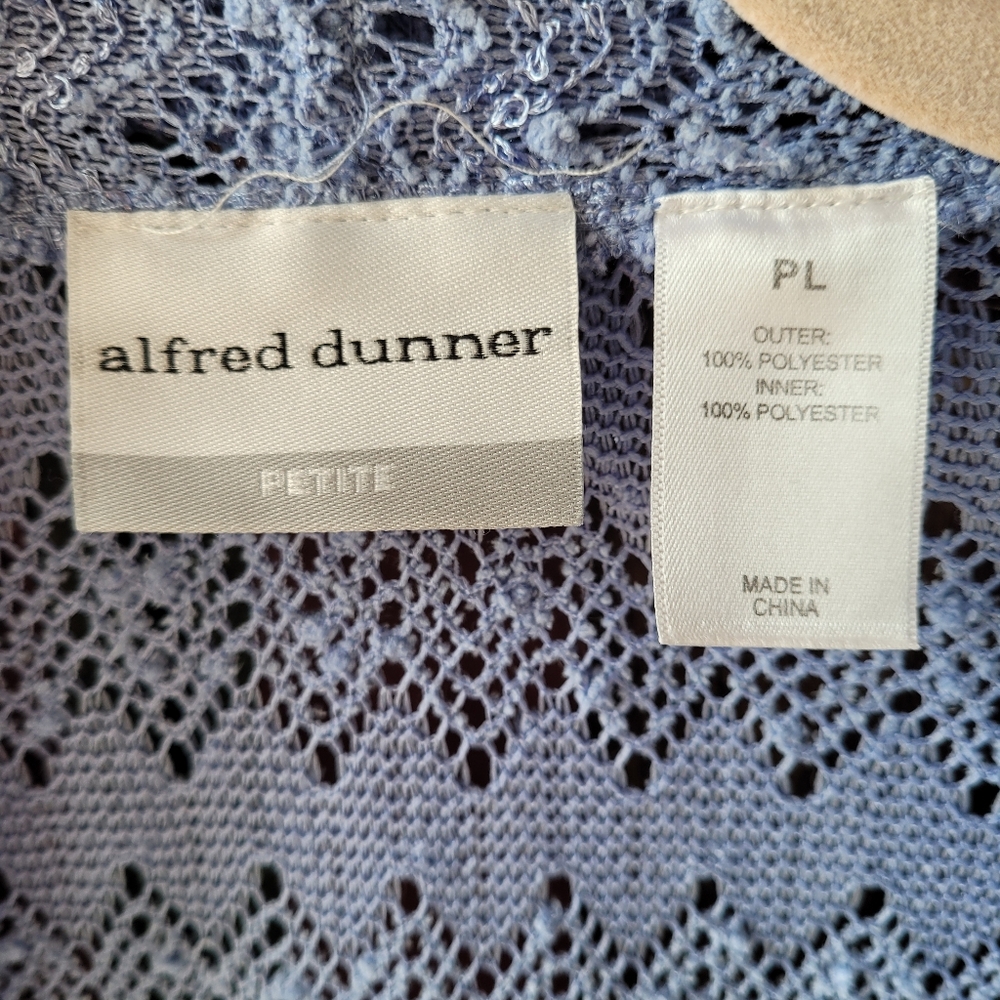 alfred dunner
PETITE
PL
OUTER:
100% POLYESTER
INNER:
100% POLYESTER
MADE IN
CHINA